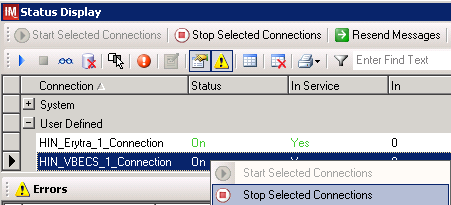 IM Status Display
Start Selected Connections Stop Selected Connections Resend Messages
Enter Find Text
Connection Status In Service In
System
User Defined
HIN_Erytra_1_Connection On Yes 0
HIN_VBECS_1_Connection On
Start Selected Connections
Errors
Stop Selected Connections